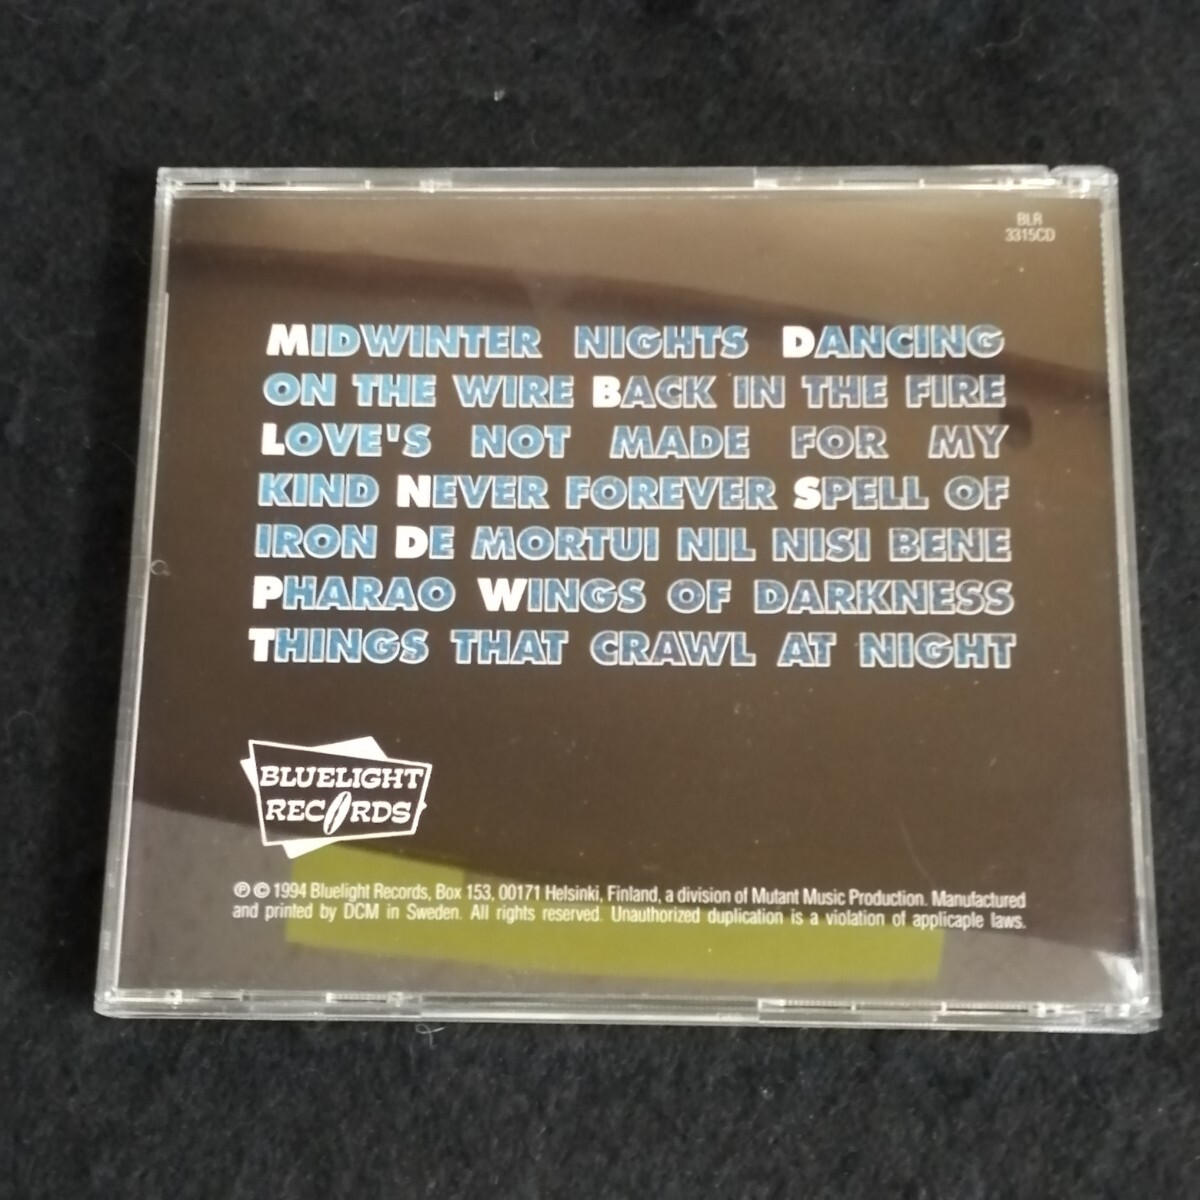 BLR
3315CD
MIDWINTER NIGHTS DANCING
ON THE WIRE BACK IN THE FIRE
LOVE'S NOT MADE FOR MY
KIND NEVER FOREVER SPELL OF
IRON DE MORTUI NIL NISI BENE
PHARAO WINGS OF DARKNESS
THINGS THAT CRAWL AT NIGHT
BLUELIGHT
RECORDS
℗ © 1994 Bluelight Records, Box 153, 00171 Helsinki, Finland, a division of Mutant Music Production. Manufactured
and printed by DCM in Sweden. All rights reserved. Unauthorized duplication is a violation of applicaple laws.